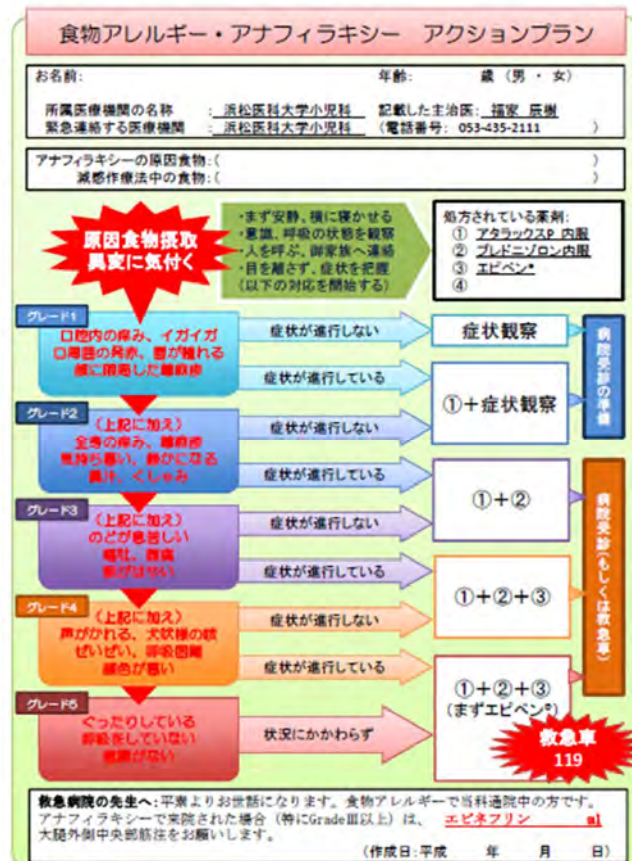 食物アレルギー・アナフィラキシー アクションプラン
お名前: 年齢: 歳 (男 ・ 女)
所属医療機関の名称 : 浜松医科大学小児科 記載した主治医: 福家 辰樹
緊急連絡する医療機関 : 浜松医科大学小児科 (電話番号: 053-435-2111 )
アナフィラキシーの原因食物:( )
減感作療法中の食物:( )
原因食物摂取
異変に気付く
・まず安静、横に寝かせる
・意識、呼吸の状態を観察
・人を呼ぶ、御家族へ連絡
・目を離さず、症状を把握
(以下の対応を開始する)
処方されている薬剤:
① アタラックスP 内服
② プレドニゾロン内服
③ エピペン®
④
グレード1
口腔内の痒み、イガイガ
口周囲の発赤、唇が腫れる
顔に限局した蕁麻疹
症状が進行しない
症状観察
症状が進行している
①+症状観察
病院受診の準備
グレード2
(上記に加え)
全身の痒み、蕁麻疹
気持ち悪い、静かになる
鼻汁、くしゃみ
症状が進行しない
症状が進行している
①+②
グレード3
(上記に加え)
のどが息苦しい
嘔吐、腹痛
症状が進行しない
症状が進行している
①+②+③
病院受診(もしくは救急車)
グレード4
(上記に加え)
声がかれる、犬吠様の咳
ぜいぜい、呼吸困難
顔色が悪い
症状が進行しない
症状が進行している
①+②+③
(まずエピペン®)
グレード5
ぐったりしている
呼吸をしていない
意識がない
状況にかかわらず
救急車
119
救急病院の先生へ:平素よりお世話になります。食物アレルギーで当科通院中の方です。
アナフィラキシーで来院された場合(特にGradeⅢ以上)は、 エピネフリン ml
大腿外側中央部筋注をお願いします。
(作成日:平成 年 月 日)